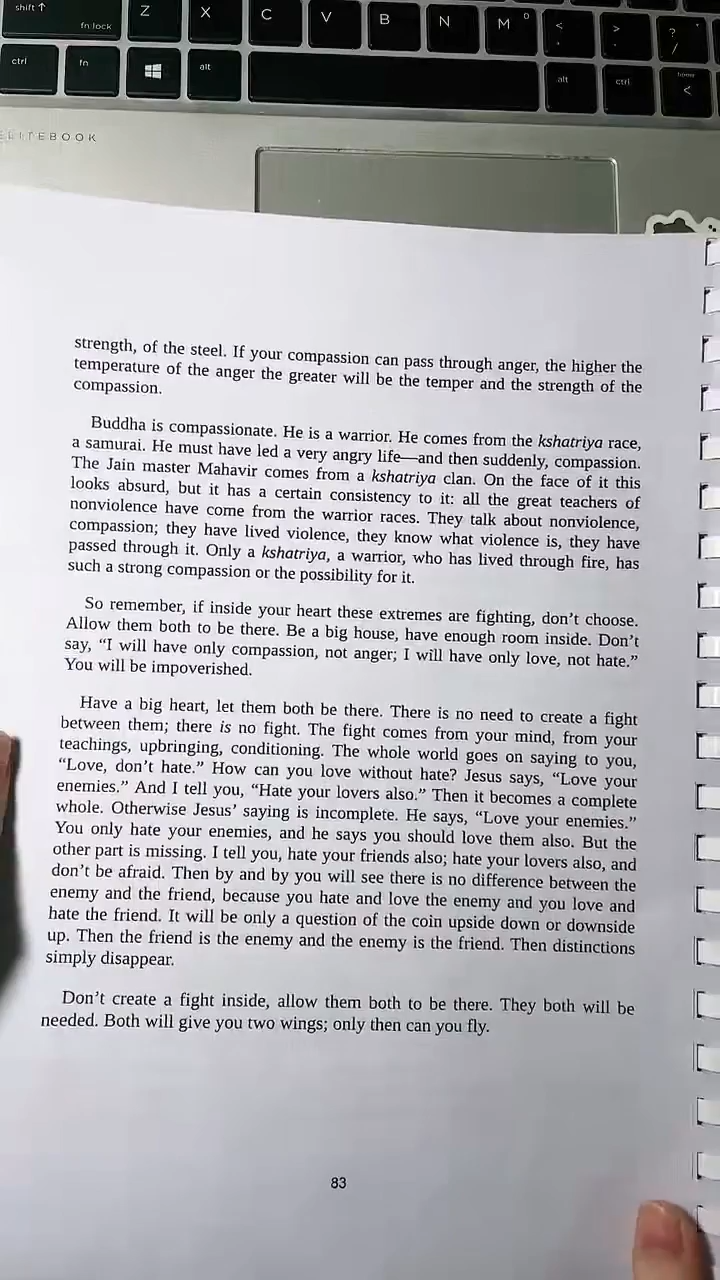 shift ↑
fn lock
Z X C V B N M
< >
?
/
ctrl fn alt alt ctrl home
<
ELITEBOOK
strength, of the steel. If your compassion can pass through anger, the higher the
temperature of the anger the greater will be the temper and the strength of the
compassion.
Buddha is compassionate. He is a warrior. He comes from the kshatriya race,
a samurai. He must have led a very angry life—and then suddenly, compassion.
The Jain master Mahavir comes from a kshatriya clan. On the face of it this
looks absurd, but it has a certain consistency to it: all the great teachers of
nonviolence have come from the warrior races. They talk about nonviolence,
compassion; they have lived violence, they know what violence is, they have
passed through it. Only a kshatriya, a warrior, who has lived through fire, has
such a strong compassion or the possibility for it.
So remember, if inside your heart these extremes are fighting, don’t choose.
Allow them both to be there. Be a big house, have enough room inside. Don’t
say, “I will have only compassion, not anger; I will have only love, not hate.”
You will be impoverished.
Have a big heart, let them both be there. There is no need to create a fight
between them; there is no fight. The fight comes from your mind, from your
teachings, upbringing, conditioning. The whole world goes on saying to you,
“Love, don’t hate.” How can you love without hate? Jesus says, “Love your
enemies.” And I tell you, “Hate your lovers also.” Then it becomes a complete
whole. Otherwise Jesus’ saying is incomplete. He says, “Love your enemies.”
You only hate your enemies, and he says you should love them also. But the
other part is missing. I tell you, hate your friends also; hate your lovers also, and
don’t be afraid. Then by and by you will see there is no difference between the
enemy and the friend, because you hate and love the enemy and you love and
hate the friend. It will be only a question of the coin upside down or downside
up. Then the friend is the enemy and the enemy is the friend. Then distinctions
simply disappear.
Don’t create a fight inside, allow them both to be there. They both will be
needed. Both will give you two wings; only then can you fly.
83